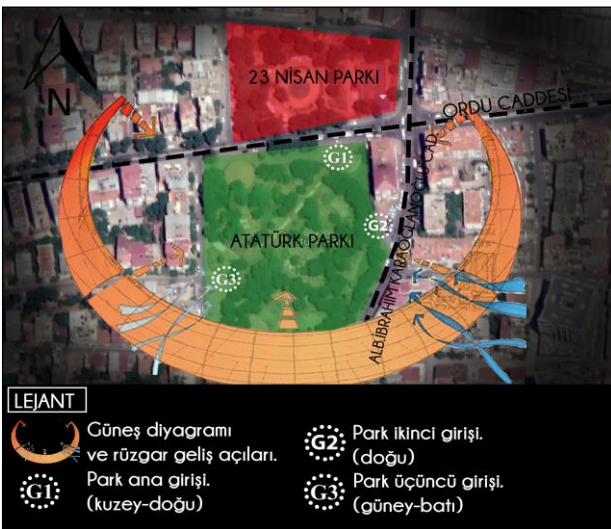 23 NİSAN PARKI
N
ORDU CADDESİ
G1
ALB.İBRAHİM KARAOĞLANOĞLU CAD.
G2
ATATÜRK PARKI
G3
LEJANT
Güneş diyagramı
ve rüzgar geliş açıları.
G1: Park ana girişi.
(kuzey-doğu)
G2: Park ikinci girişi.
(doğu)
G3: Park üçüncü girişi.
(güney-batı)